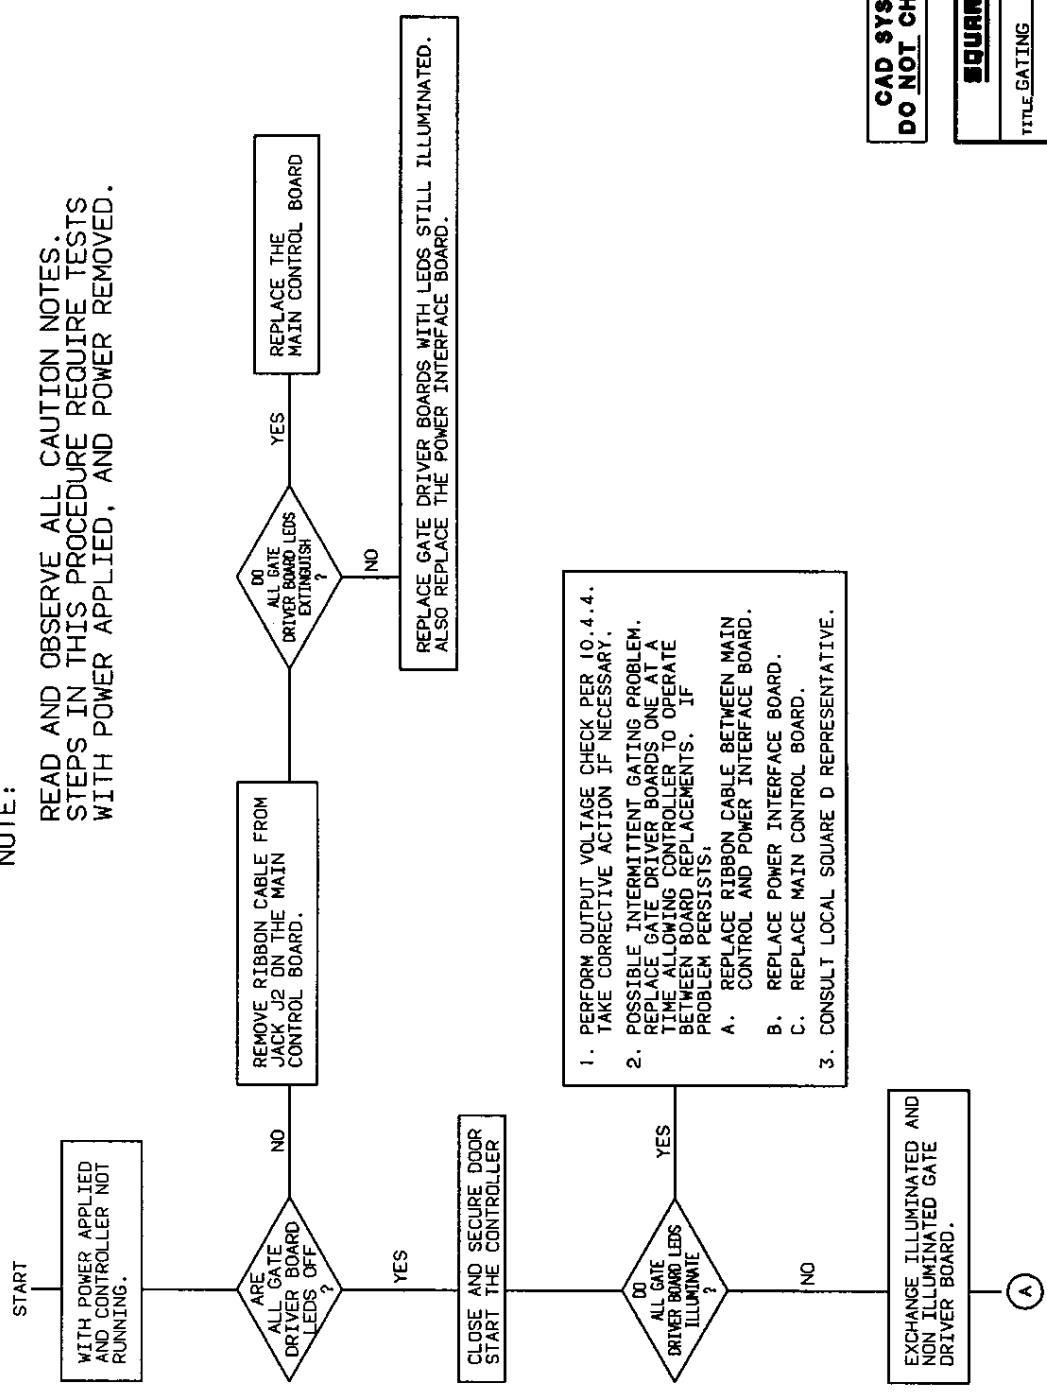 NOTE:
READ AND OBSERVE ALL CAUTION NOTES.
STEPS IN THIS PROCEDURE REQUIRE TESTS
WITH POWER APPLIED, AND POWER REMOVED.
START
WITH POWER APPLIED
AND CONTROLLER NOT
RUNNING.
ARE
ALL GATE
DRIVER BOARD
LEDS OFF
?
NO
REMOVE RIBBON CABLE FROM
JACK J2 ON THE MAIN
CONTROL BOARD.
DO
ALL GATE
DRIVER BOARD LEDS
EXTINGUISH
?
YES
REPLACE THE
MAIN CONTROL BOARD
NO
REPLACE GATE DRIVER BOARDS WITH LEDS STILL ILLUMINATED.
ALSO REPLACE THE POWER INTERFACE BOARD.
YES
CLOSE AND SECURE DOOR
START THE CONTROLLER
DO
ALL GATE
DRIVER BOARD LEDS
ILLUMINATE
?
YES
1. PERFORM OUTPUT VOLTAGE CHECK PER 10.4.4.
TAKE CORRECTIVE ACTION IF NECESSARY.
2. POSSIBLE INTERMITTENT GATING PROBLEM.
REPLACE GATE DRIVER BOARDS ONE AT A
TIME ALLOWING CONTROLLER TO OPERATE
BETWEEN BOARD REPLACEMENTS. IF
PROBLEM PERSISTS:
A. REPLACE RIBBON CABLE BETWEEN MAIN
CONTROL AND POWER INTERFACE BOARD.
B. REPLACE POWER INTERFACE BOARD.
C. REPLACE MAIN CONTROL BOARD.
3. CONSULT LOCAL SQUARE D REPRESENTATIVE.
NO
EXCHANGE ILLUMINATED AND
NON ILLUMINATED GATE
DRIVER BOARD.
A
CAD SYS
DO NOT CH
SQUAR
TITLE GATING